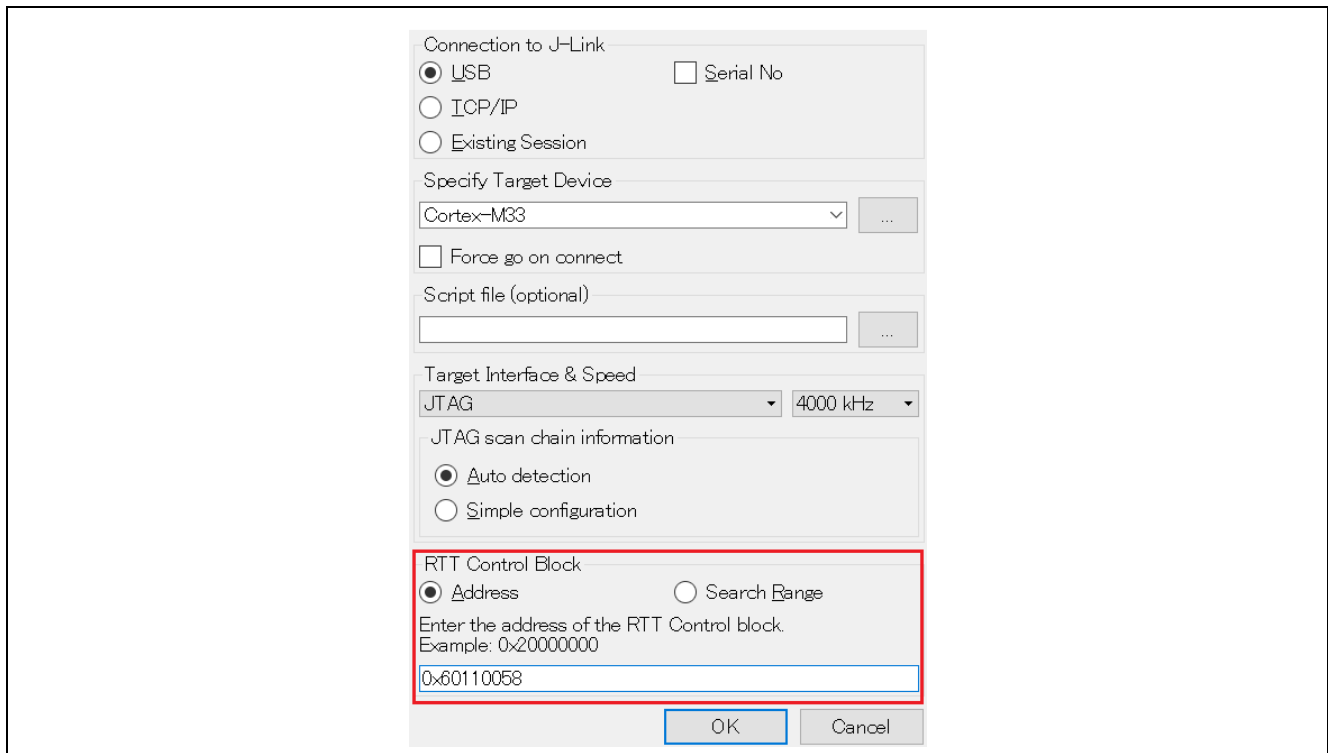 Connection to J-Link
USB
Serial No
TCP/IP
Existing Session
Specify Target Device
Cortex-M33
...
Force go on connect
Script file (optional)
...
Target Interface & Speed
JTAG
4000 kHz
JTAG scan chain information
Auto detection
Simple configuration
RTT Control Block
Address
Search Range
Enter the address of the RTT Control block.
Example: 0x20000000
0x60110058
OK
Cancel